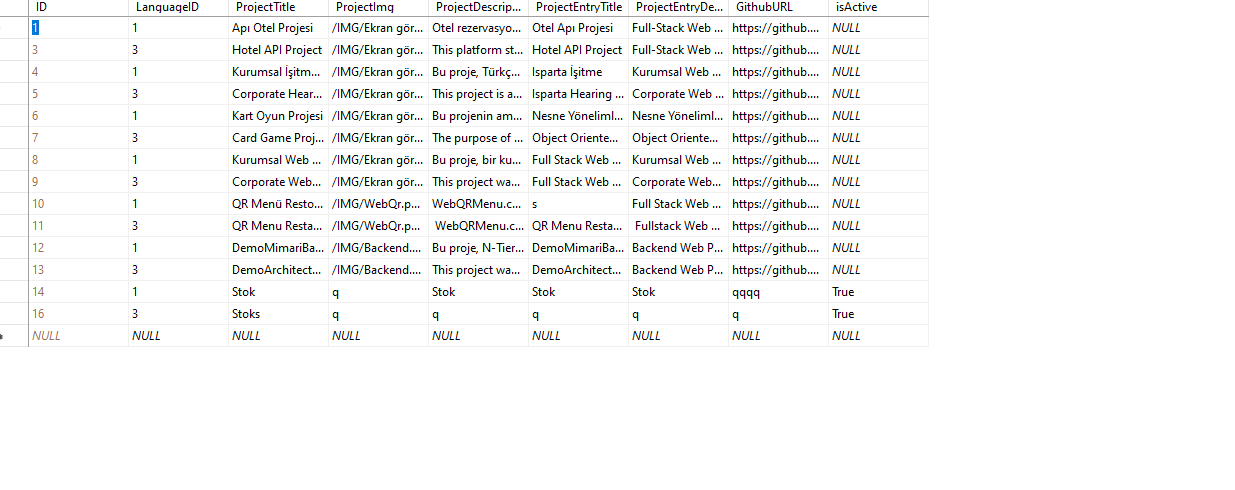 ID LanguageID ProjectTitle ProjectImg ProjectDescrip... ProjectEntryTitle ProjectEntryDe... GithubURL isActive
1 1 Apı Otel Projesi /IMG/Ekran gör... Otel rezervasyo... Otel Apı Projesi Full-Stack Web ... https://github.... NULL
3 3 Hotel API Project /IMG/Ekran gör... This platform st... Hotel API Project Full-Stack Web ... https://github.... NULL
4 1 Kurumsal İşitm... /IMG/Ekran gör... Bu proje, Türkç... Isparta İşitme Kurumsal Web ... https://github.... NULL
5 3 Corporate Hear... /IMG/Ekran gör... This project is a... Isparta Hearing ... Corporate Web ... https://github.... NULL
6 1 Kart Oyun Projesi /IMG/Ekran gör... Bu projenin am... Nesne Yöneliml... Nesne Yöneliml... https://github.... NULL
7 3 Card Game Proj... /IMG/Ekran gör... The purpose of ... Object Oriente... Object Oriente... https://github.... NULL
8 1 Kurumsal Web ... /IMG/Ekran gör... Bu proje, bir ku... Full Stack Web ... Kurumsal Web ... https://github.... NULL
9 3 Corporate Web... /IMG/Ekran gör... This project wa... Full Stack Web ... Corporate Web... https://github.... NULL
10 1 QR Menü Resto... /IMG/WebQr.p... WebQRMenu.c... s Full Stack Web ... https://github.... NULL
11 3 QR Menu Resta... /IMG/WebQr.p... WebQRMenu.c... QR Menu Resta... Fullstack Web ... https://github.... NULL
12 1 DemoMimariBa... /IMG/Backend.... Bu proje, N-Tier... DemoMimariBa... Backend Web P... https://github.... NULL
13 3 DemoArchitect... /IMG/Backend.... This project wa... DemoArchitect... Backend Web P... https://github.... NULL
14 1 Stok q Stok Stok Stok qqqq True
16 3 Stoks q q q q q True
NULL NULL NULL NULL NULL NULL NULL NULL NULL